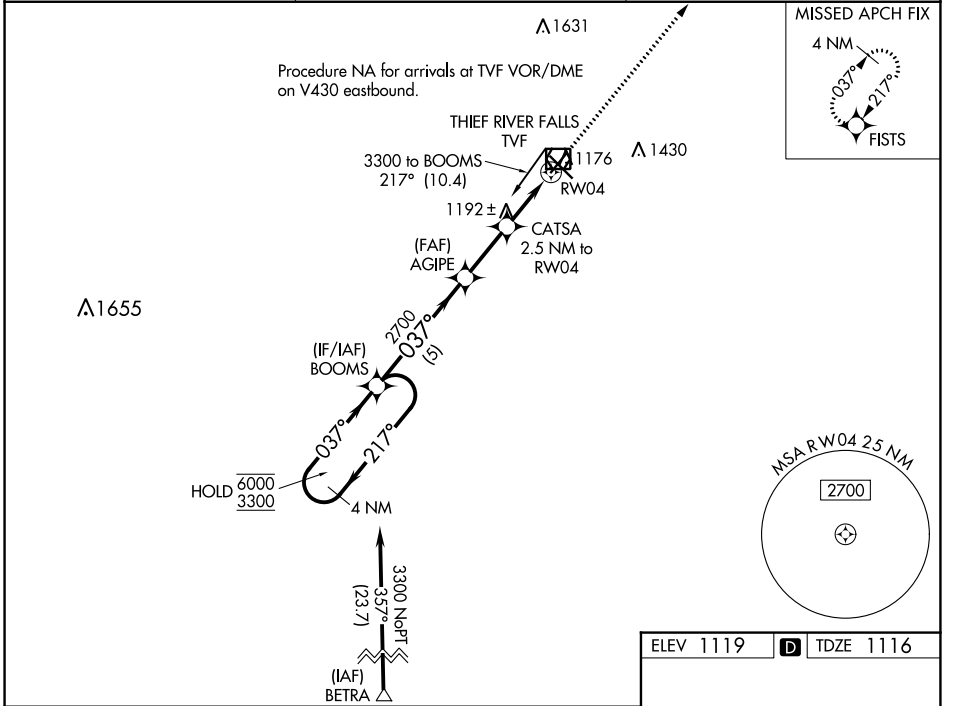 1631
MISSED APCH FIX
4 NM
037°
217°
FISTS
Procedure NA for arrivals at TVF VOR/DME
on V430 eastbound.
THIEF RIVER FALLS
TVF
3300 to BOOMS
217° (10.4)
1176
1430
RW04
1192±
CATSA
2.5 NM to
RW04
(FAF)
AGIPE
1655
2700
037°
(5)
(IF/IAF)
BOOMS
037°
217°
HOLD 6000
3300
4 NM
MSA RW04 25 NM
2700
3300 NoPT
357°
(23.7)
(IAF)
BETRA
ELEV 1119 D TDZE 1116